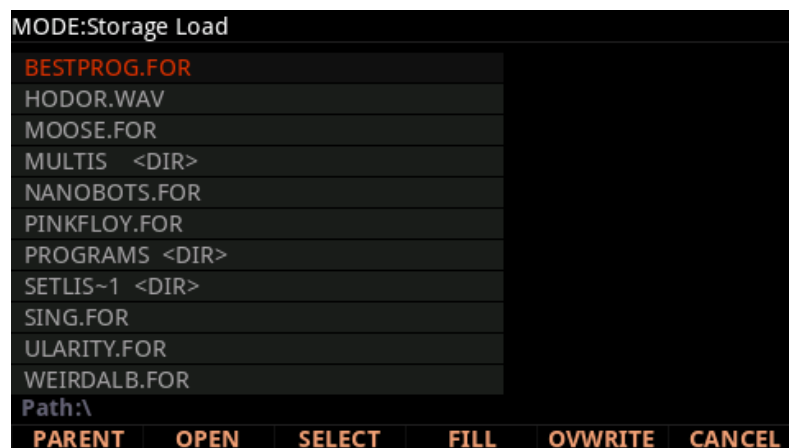 MODE:Storage Load
BESTPROG.FOR
HODOR.WAV
MOOSE.FOR
MULTIS <DIR>
NANOBOTS.FOR
PINKFLOY.FOR
PROGRAMS <DIR>
SETLIS~1 <DIR>
SING.FOR
ULARITY.FOR
WEIRDALB.FOR
Path:\
PARENT OPEN SELECT FILL OVWRITE CANCEL